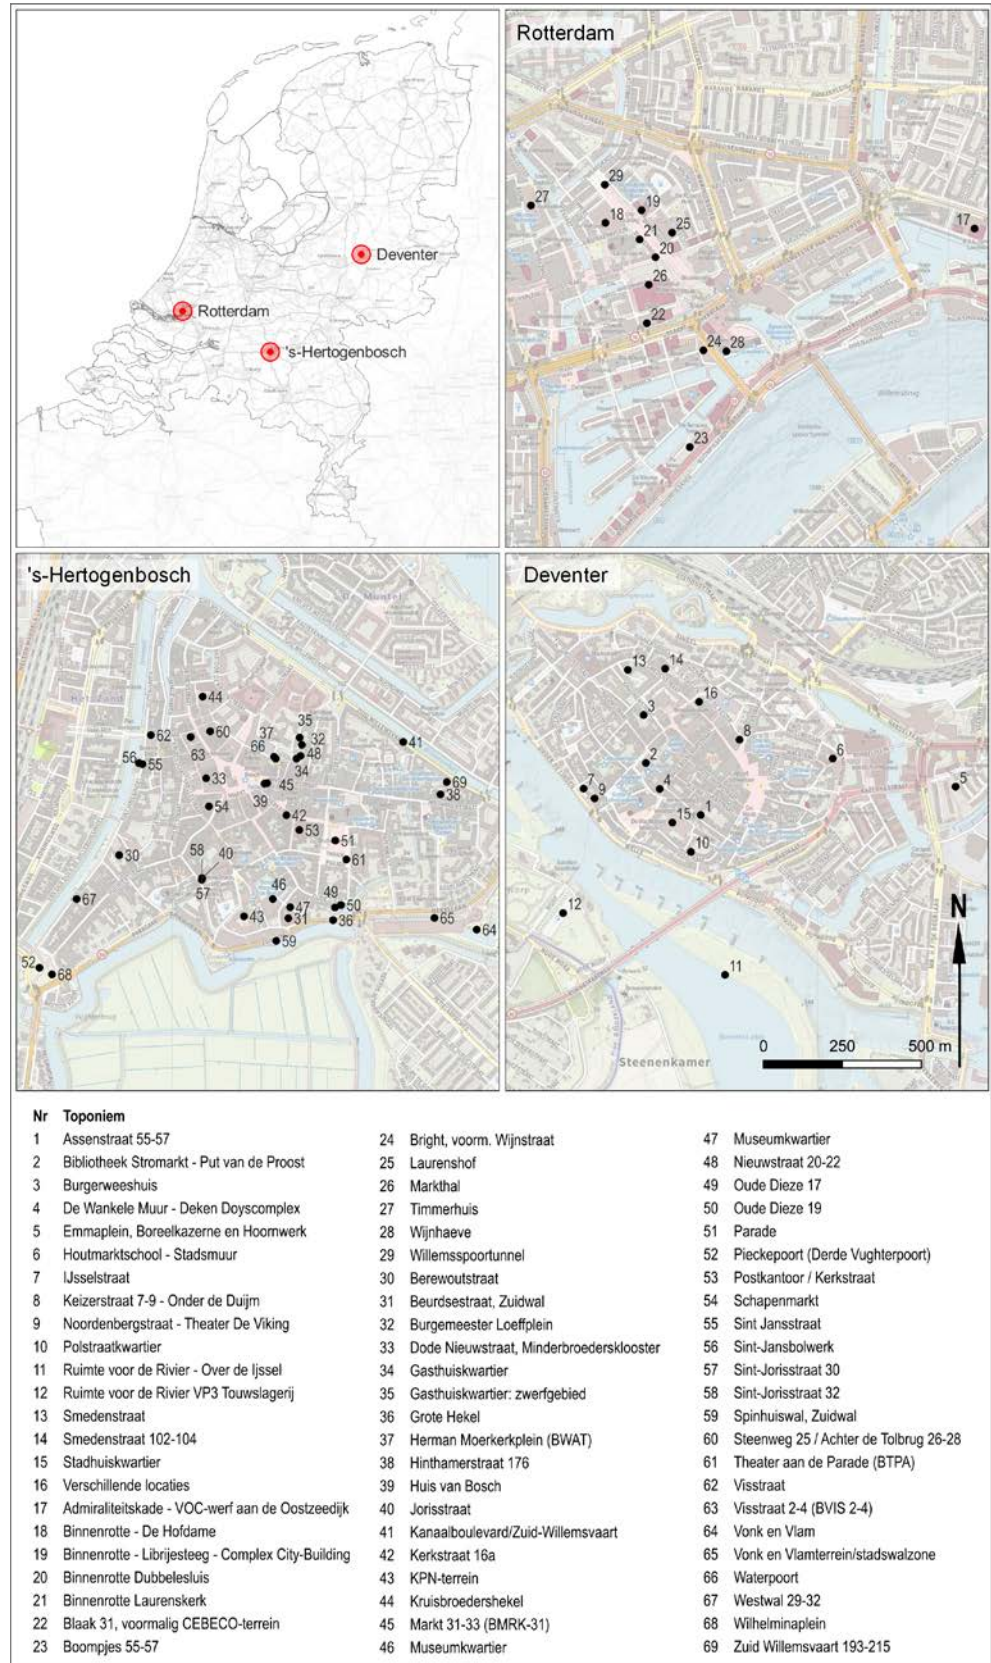 Deventer
Rotterdam
's-Hertogenbosch
Rotterdam
29
27
19
18
25
17
21
20
26
22
24
28
23
's-Hertogenbosch
44
35
62
60
37
32
41
63
66
48
56
55
34
33
45
69
39
38
54
42
53
51
30
58
40
61
57
46
49
67
47
50
43
31
36
65
64
59
52
68
Deventer
13
14
16
3
8
2
6
7
4
5
9
15
1
10
12
N
11
Steenenkamer
0 250 500 m
Nr Toponiem
1 Assenstraat 55-57
2 Bibliotheek Stromarkt - Put van de Proost
3 Burgerweeshuis
4 De Wankele Muur - Deken Doyscomplex
5 Emmaplein, Boreelkazerne en Hoornwerk
6 Houtmarktschool - Stadsmuur
7 IJsselstraat
8 Keizerstraat 7-9 - Onder de Duijm
9 Noordenbergstraat - Theater De Viking
10 Polstraatkwartier
11 Ruimte voor de Rivier - Over de Ijssel
12 Ruimte voor de Rivier VP3 Touwslagerij
13 Smedenstraat
14 Smedenstraat 102-104
15 Stadhuiskwartier
16 Verschillende locaties
17 Admiraliteitskade - VOC-werf aan de Oostzeedijk
18 Binnenrotte - De Hofdame
19 Binnenrotte - Librijesteeg - Complex City-Building
20 Binnenrotte Dubbelesluis
21 Binnenrotte Laurenskerk
22 Blaak 31, voormalig CEBECO-terrein
23 Boompjes 55-57
24 Bright, voorm. Wijnstraat
25 Laurenshof
26 Markthal
27 Timmerhuis
28 Wijnhaeve
29 Willemsspoortunnel
30 Berewoutstraat
31 Beurdsestraat, Zuidwal
32 Burgemeester Loeffplein
33 Dode Nieuwstraat, Minderbroedersklooster
34 Gasthuiskwartier
35 Gasthuiskwartier: zwerfgebied
36 Grote Hekel
37 Herman Moerkerkplein (BWAT)
38 Hinthamerstraat 176
39 Huis van Bosch
40 Jorisstraat
41 Kanaalboulevard/Zuid-Willemsvaart
42 Kerkstraat 16a
43 KPN-terrein
44 Kruisbroedershekel
45 Markt 31-33 (BMRK-31)
46 Museumkwartier
47 Museumkwartier
48 Nieuwstraat 20-22
49 Oude Dieze 17
50 Oude Dieze 19
51 Parade
52 Pieckepoort (Derde Vughterpoort)
53 Postkantoor / Kerkstraat
54 Schapenmarkt
55 Sint Jansstraat
56 Sint-Jansbolwerk
57 Sint-Jorisstraat 30
58 Sint-Jorisstraat 32
59 Spinhuiswal, Zuidwal
60 Steenweg 25 / Achter de Tolbrug 26-28
61 Theater aan de Parade (BTPA)
62 Visstraat
63 Visstraat 2-4 (BVIS 2-4)
64 Vonk en Vlam
65 Vonk en Vlamterrein/stadswalzone
66 Waterpoort
67 Westwal 29-32
68 Wilhelminaplein
69 Zuid Willemsvaart 193-215